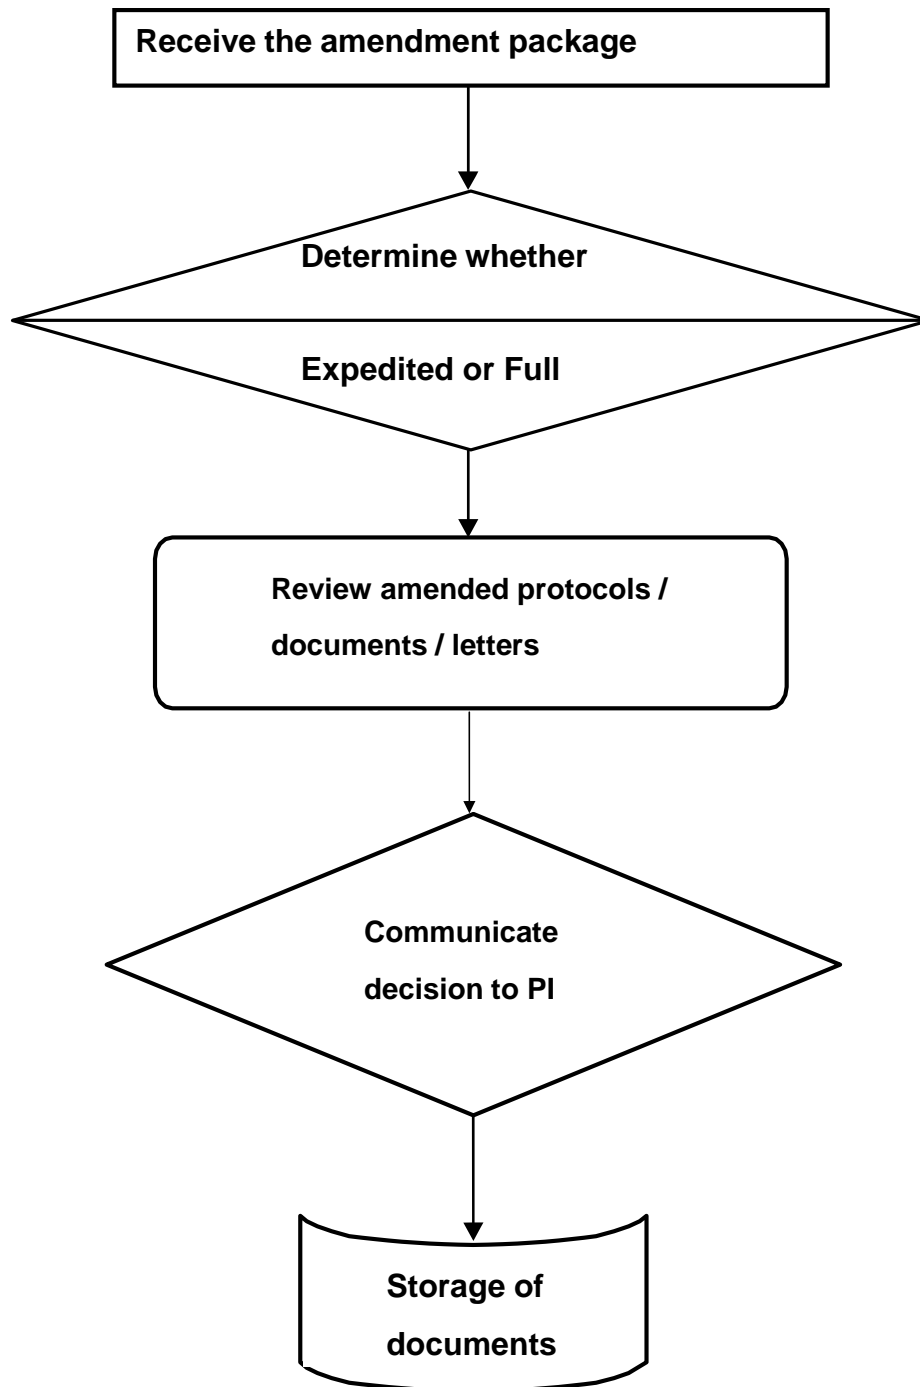 Receive the amendment package
Determine whether
Expedited or Full
Review amended protocols /
documents / letters
Communicate
decision to PI
Storage of
documents